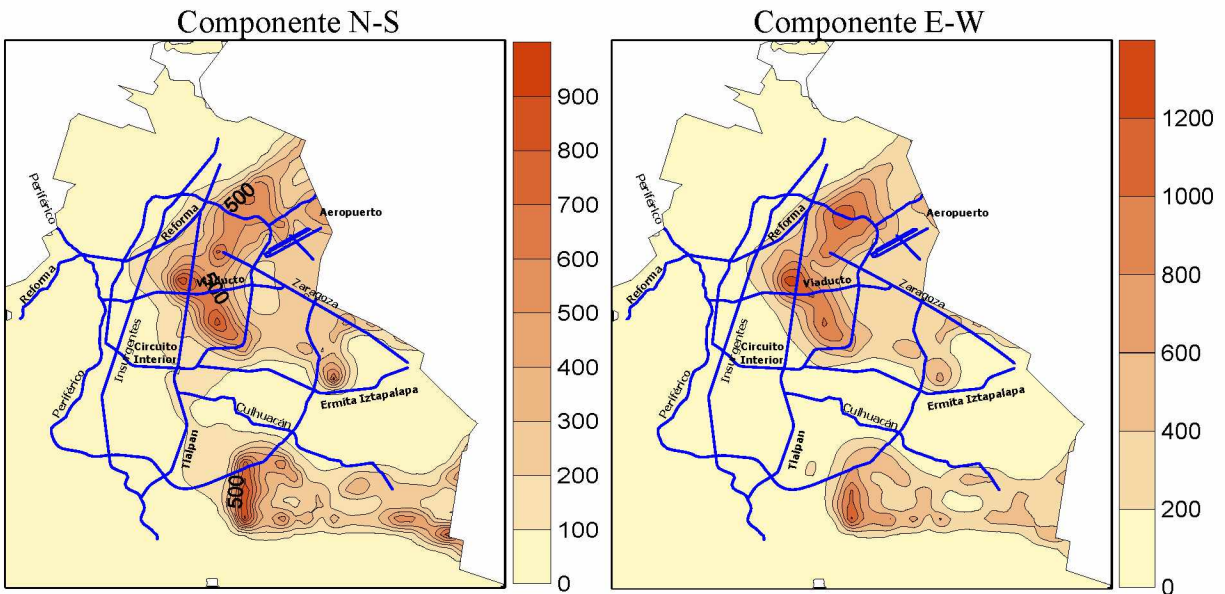 Componente N-S
Periférico
Reforma
Reforma
500
Aeropuerto
Viaducto
500
Zaragoza
Insurgentes
Circuito
Interior
Periférico
Ermita Iztapalapa
Culhuacán
Tlalpan
500
900
800
700
600
500
400
300
200
100
0
Componente E-W
Periférico
Reforma
Reforma
Aeropuerto
Viaducto
Zaragoza
Insurgentes
Circuito
Interior
Periférico
Ermita Iztapalapa
Culhuacán
Tlalpan
1200
1000
800
600
400
200
0